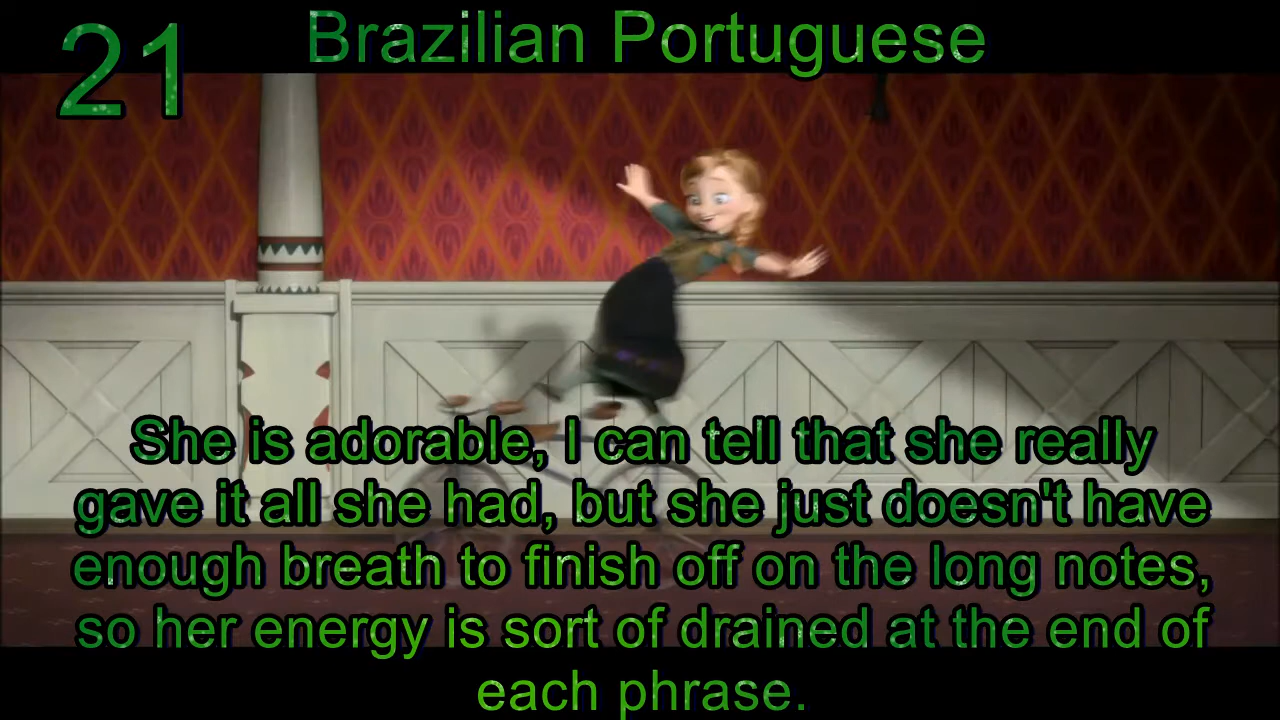 21
Brazilian Portuguese
She is adorable, I can tell that she really
gave it all she had, but she just doesn't have
enough breath to finish off on the long notes,
so her energy is sort of drained at the end of
each phrase.